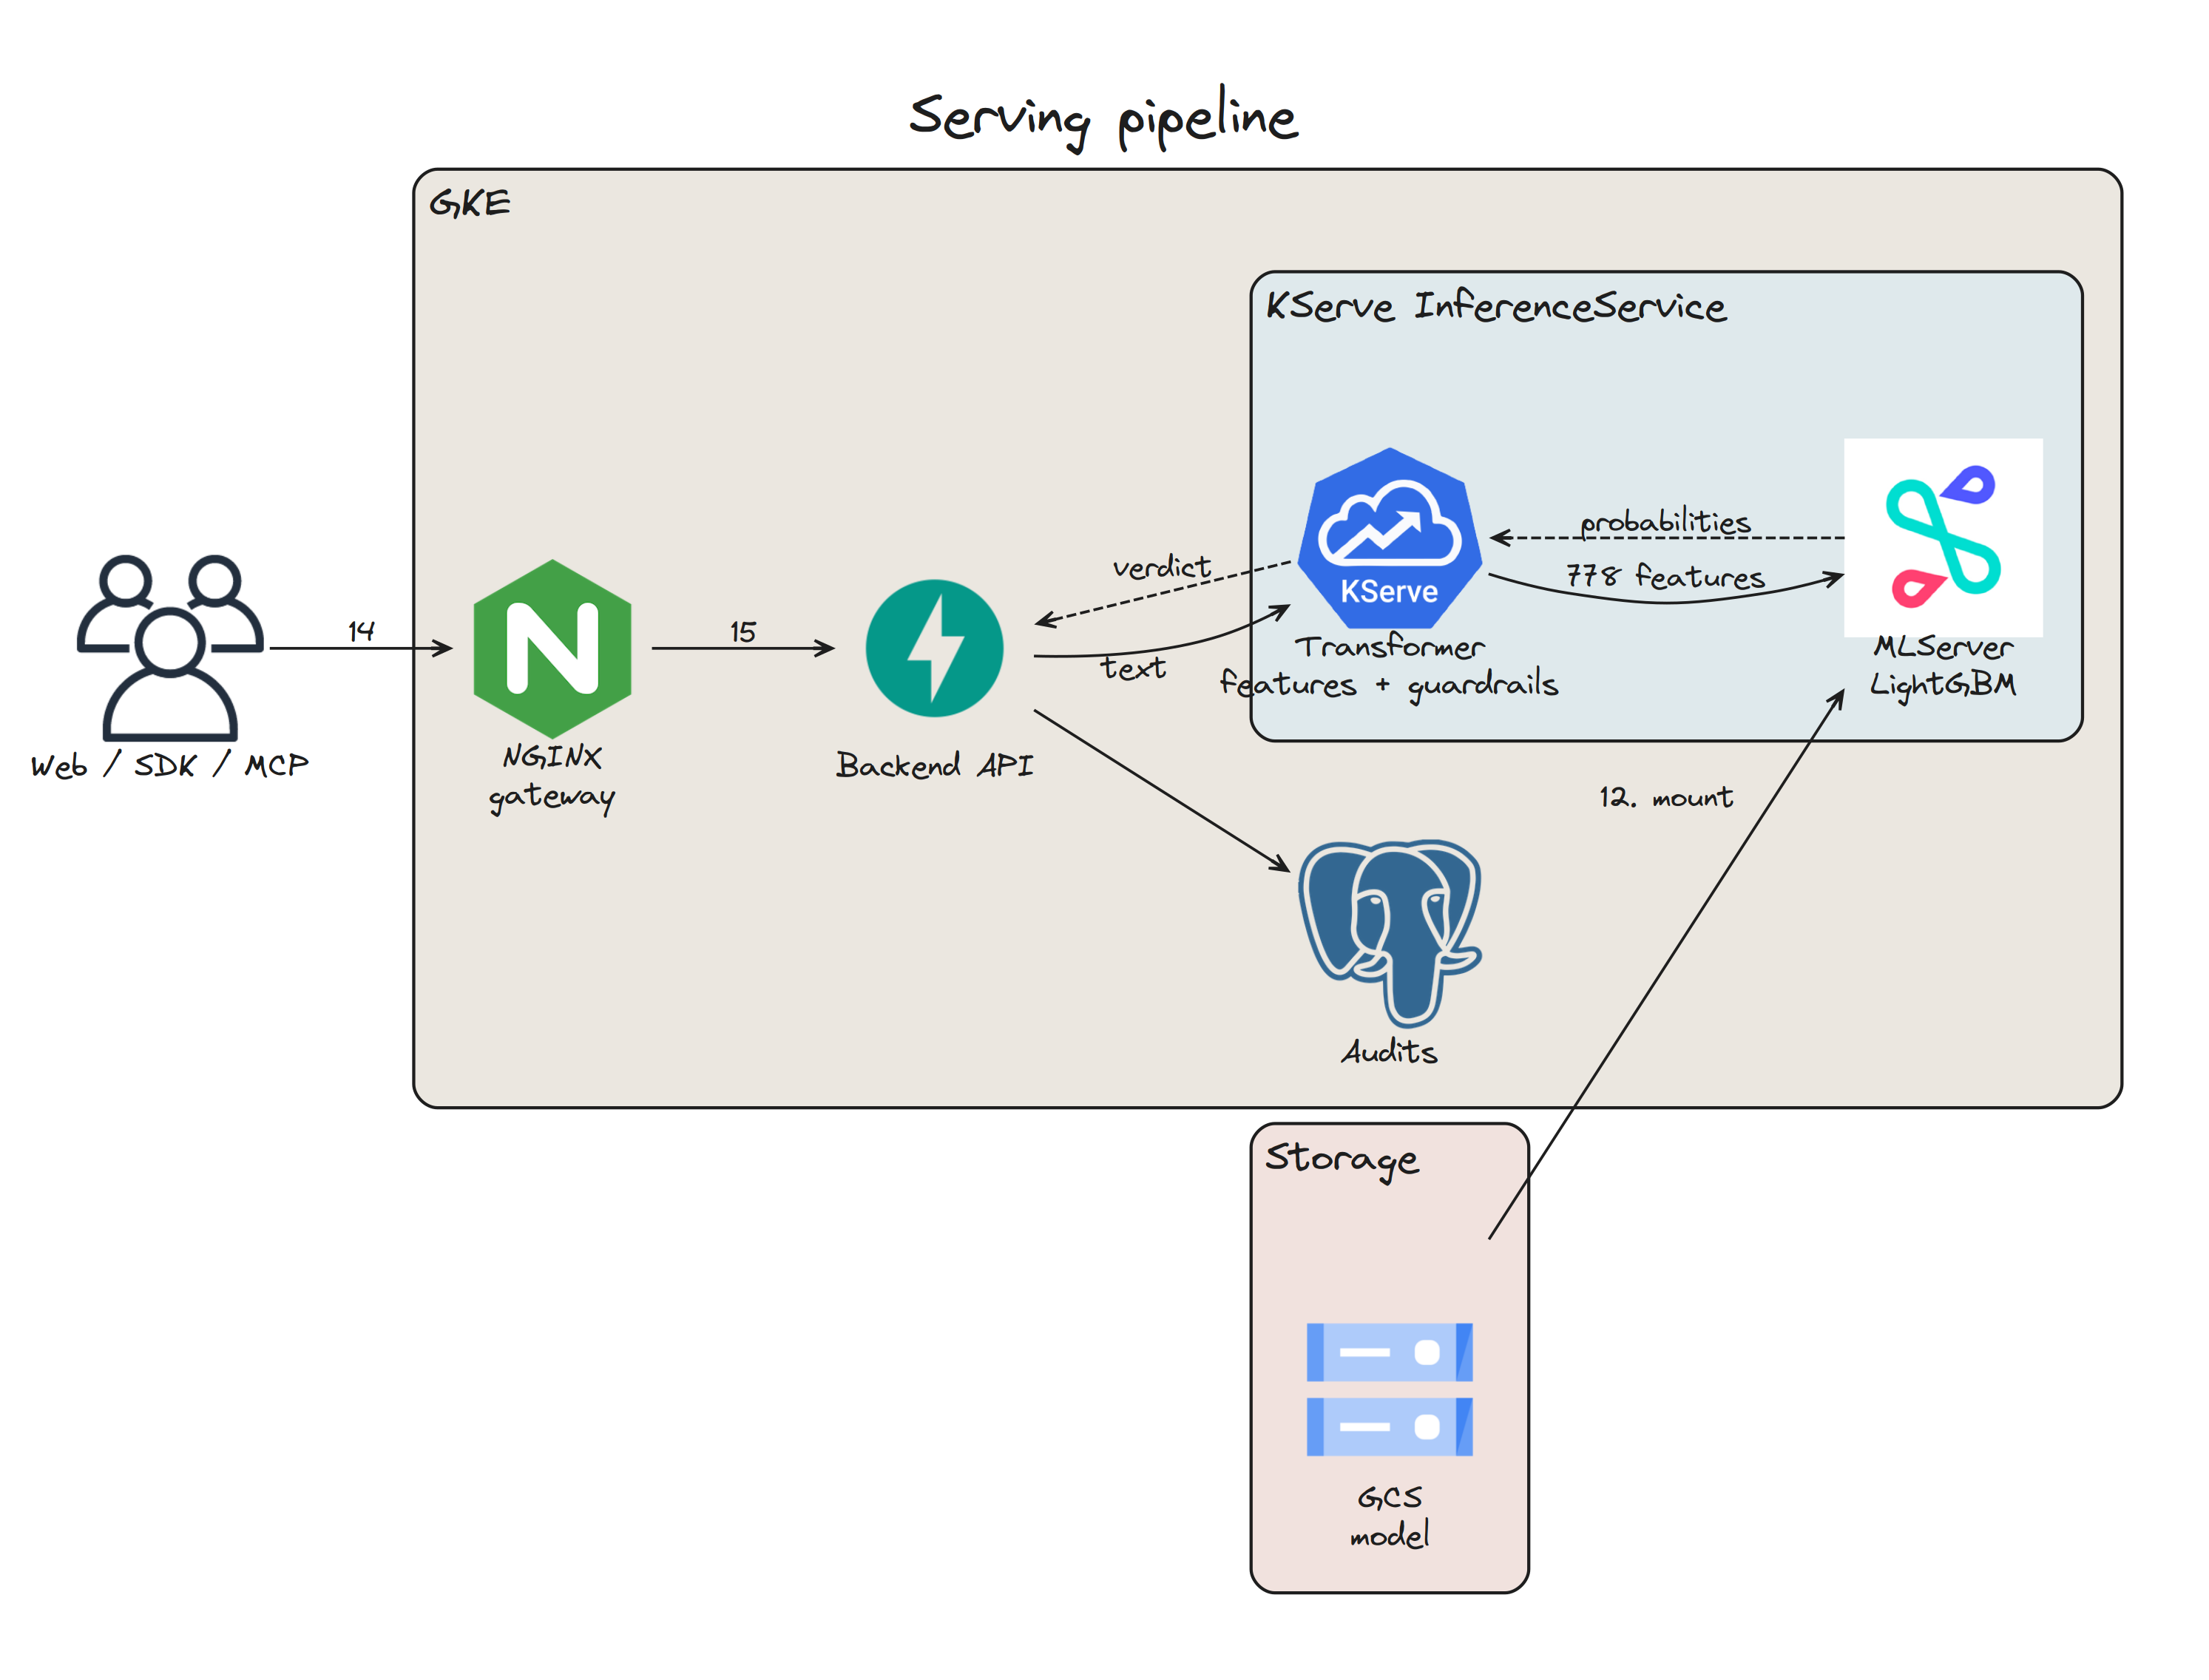 Serving pipeline
GKE
KServe InferenceService
probabilities
778 features
verdict
text
KServe
Transformer
features + guardrails
MLServer
LightGBM
14
15
Web / SDK / MCP
NGINX
gateway
Backend API
12. mount
Audits
Storage
GCS
model